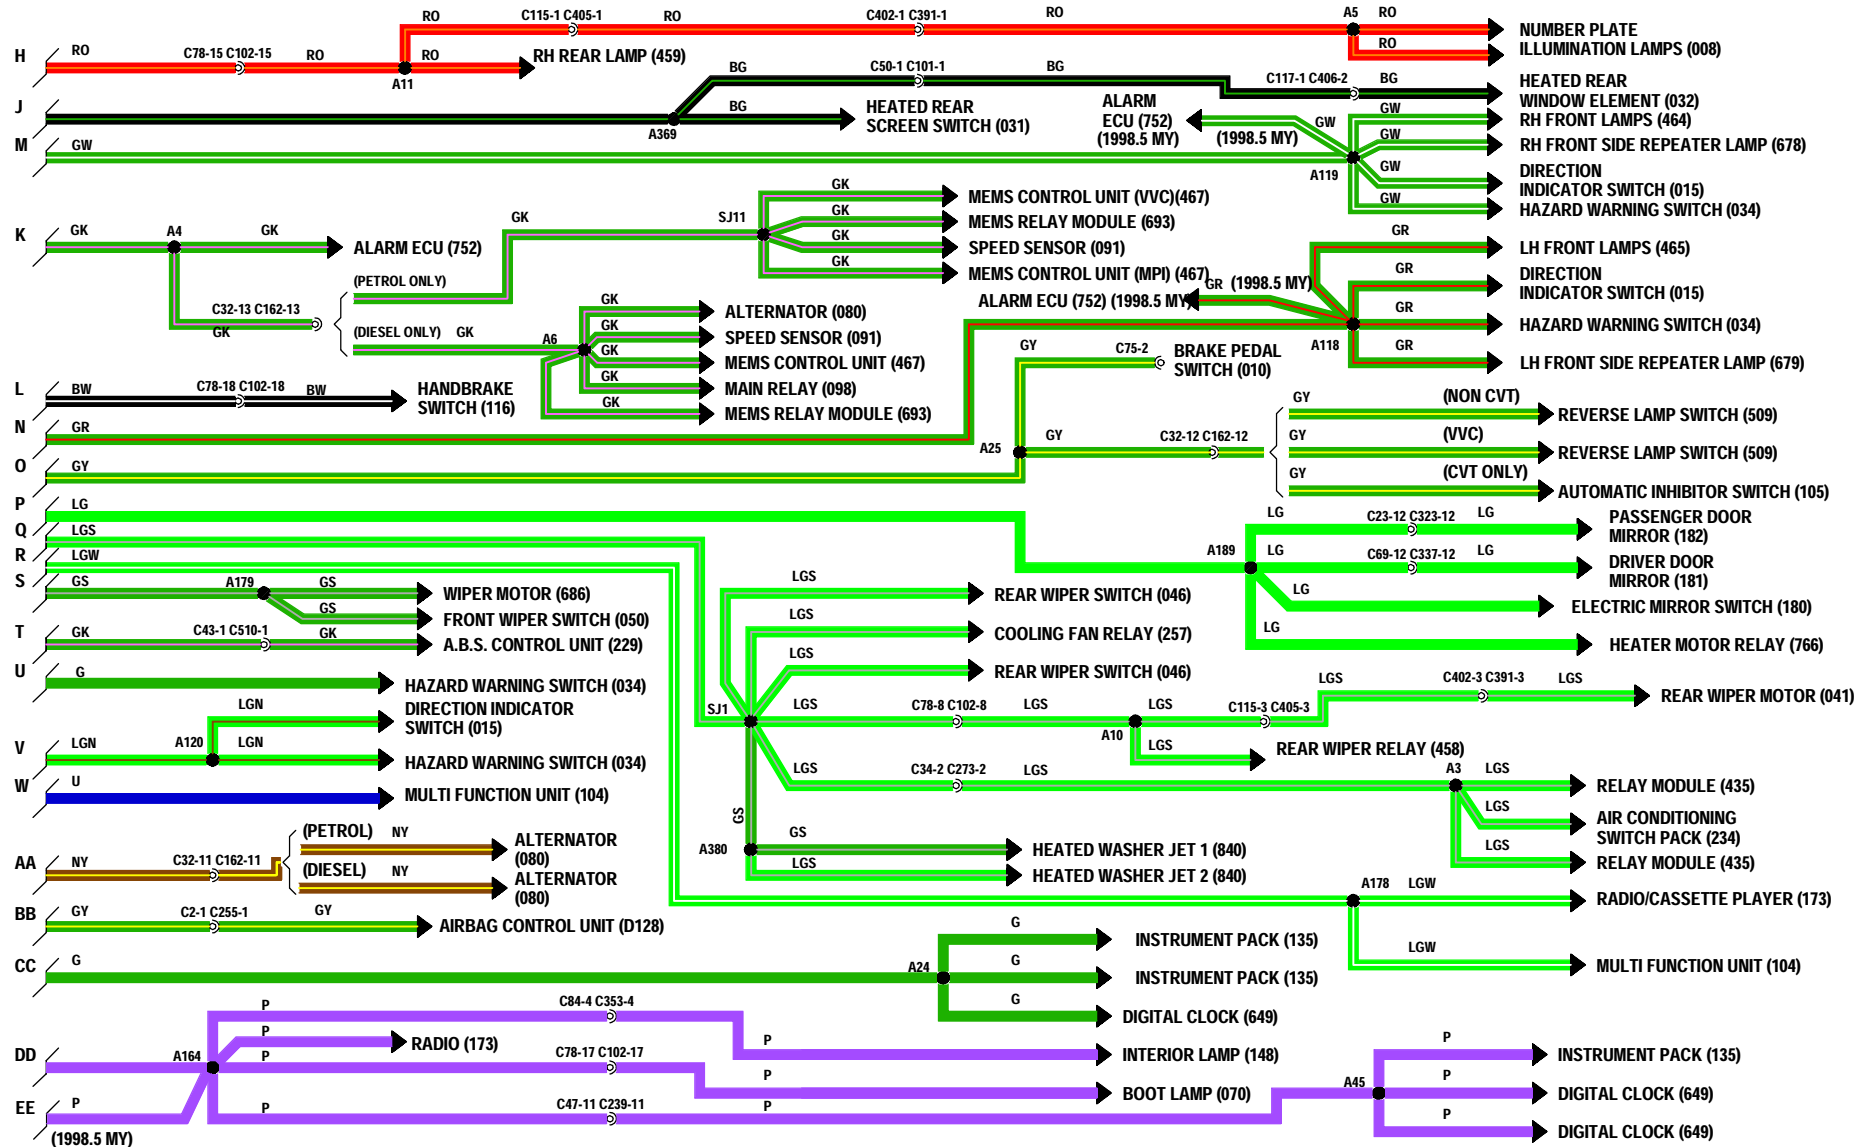 H
RO
C78-15 C102-15
RO
RO
RO
A11
C115-1 C405-1
RO
C402-1 C391-1
RO
A5
RO
RO
NUMBER PLATE
ILLUMINATION LAMPS (008)
RH REAR LAMP (459)
J
A369
BG
C50-1 C101-1
BG
C117-1 C406-2
BG
HEATED REAR
WINDOW ELEMENT (032)
BG
HEATED REAR
SCREEN SWITCH (031)
M
GW
ALARM
ECU (752)
(1998.5 MY)
(1998.5 MY)
GW
A119
GW
RH FRONT LAMPS (464)
GW
RH FRONT SIDE REPEATER LAMP (678)
GW
DIRECTION
INDICATOR SWITCH (015)
GW
HAZARD WARNING SWITCH (034)
K
GK
A4
GK
ALARM ECU (752)
C32-13 C162-13
GK
(PETROL ONLY)
GK
SJ11
GK
MEMS CONTROL UNIT (VVC)(467)
GK
MEMS RELAY MODULE (693)
GK
SPEED SENSOR (091)
GK
MEMS CONTROL UNIT (MPI) (467)
(DIESEL ONLY)
GK
A6
GK
ALTERNATOR (080)
GK
SPEED SENSOR (091)
GK
MEMS CONTROL UNIT (467)
GK
MAIN RELAY (098)
GK
MEMS RELAY MODULE (693)
L
BW
C78-18 C102-18
BW
HANDBRAKE
SWITCH (116)
N
GR
ALARM ECU (752) (1998.5 MY)
GR
(1998.5 MY)
A118
GR
LH FRONT LAMPS (465)
GR
DIRECTION
INDICATOR SWITCH (015)
GR
HAZARD WARNING SWITCH (034)
GR
LH FRONT SIDE REPEATER LAMP (679)
O
GY
A25
GY
C75-2
BRAKE PEDAL
SWITCH (010)
GY
C32-12 C162-12
GY
(NON CVT)
REVERSE LAMP SWITCH (509)
GY
(VVC)
REVERSE LAMP SWITCH (509)
GY
(CVT ONLY)
AUTOMATIC INHIBITOR SWITCH (105)
P
LG
A189
LG
C23-12 C323-12
LG
PASSENGER DOOR
MIRROR (182)
LG
C69-12 C337-12
LG
DRIVER DOOR
MIRROR (181)
LG
ELECTRIC MIRROR SWITCH (180)
LG
HEATER MOTOR RELAY (766)
Q
LGS
SJ1
LGS
REAR WIPER SWITCH (046)
LGS
COOLING FAN RELAY (257)
LGS
REAR WIPER SWITCH (046)
LGS
C78-8 C102-8
LGS
A10
LGS
C115-3 C405-3
LGS
C402-3 C391-3
LGS
REAR WIPER MOTOR (041)
LGS
REAR WIPER RELAY (458)
LGS
C34-2 C273-2
LGS
A3
LGS
RELAY MODULE (435)
LGS
AIR CONDITIONING
SWITCH PACK (234)
LGS
RELAY MODULE (435)
GS
A380
GS
HEATED WASHER JET 1 (840)
LGS
HEATED WASHER JET 2 (840)
R
LGW
A178
LGW
RADIO/CASSETTE PLAYER (173)
LGW
MULTI FUNCTION UNIT (104)
S
GS
A179
GS
WIPER MOTOR (686)
GS
FRONT WIPER SWITCH (050)
T
GK
C43-1 C510-1
GK
A.B.S. CONTROL UNIT (229)
U
G
HAZARD WARNING SWITCH (034)
V
LGN
A120
LGN
DIRECTION INDICATOR
SWITCH (015)
LGN
HAZARD WARNING SWITCH (034)
W
U
MULTI FUNCTION UNIT (104)
AA
NY
C32-11 C162-11
(PETROL)
NY
ALTERNATOR
(080)
(DIESEL)
NY
ALTERNATOR
(080)
BB
GY
C2-1 C255-1
GY
AIRBAG CONTROL UNIT (D128)
CC
G
A24
G
INSTRUMENT PACK (135)
G
INSTRUMENT PACK (135)
G
DIGITAL CLOCK (649)
DD
A164
P
C84-4 C353-4
P
INTERIOR LAMP (148)
P
RADIO (173)
P
C78-17 C102-17
P
BOOT LAMP (070)
EE
P
(1998.5 MY)
P
C47-11 C239-11
P
A45
P
INSTRUMENT PACK (135)
P
DIGITAL CLOCK (649)
P
DIGITAL CLOCK (649)